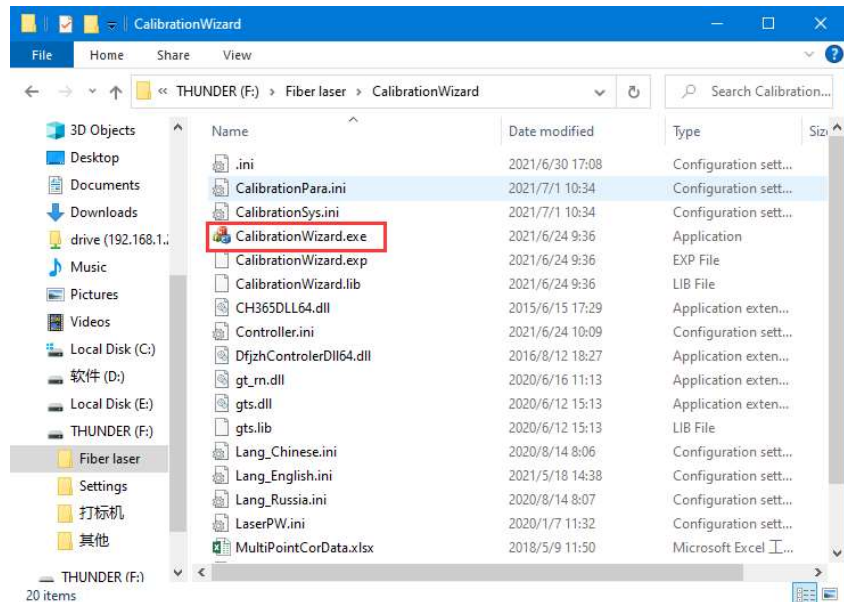 CalibrationWizard
File Home Share View
« THUNDER (F:) › Fiber laser › CalibrationWizard Search Calibration...
Name Date modified Type Siz
3D Objects
Desktop
Documents
Downloads
drive (192.168.1.
Music
Pictures
Videos
Local Disk (C:)
软件 (D:)
Local Disk (E:)
THUNDER (F:)
Fiber laser
Settings
打标机
其他
THUNDER (F:)
.ini 2021/6/30 17:08 Configuration sett...
CalibrationPara.ini 2021/7/1 10:34 Configuration sett...
CalibrationSys.ini 2021/7/1 10:34 Configuration sett...
CalibrationWizard.exe 2021/6/24 9:36 Application
CalibrationWizard.exp 2021/6/24 9:36 EXP File
CalibrationWizard.lib 2021/6/24 9:36 LIB File
CH365DLL64.dll 2015/6/15 17:29 Application exten...
Controller.ini 2021/6/24 10:09 Configuration sett...
DfjzhControlerDll64.dll 2016/8/12 18:27 Application exten...
gt_rn.dll 2020/6/16 11:13 Application exten...
gts.dll 2020/6/12 15:13 Application exten...
gts.lib 2020/6/12 15:13 LIB File
Lang_Chinese.ini 2020/8/14 8:06 Configuration sett...
Lang_English.ini 2021/5/18 14:38 Configuration sett...
Lang_Russia.ini 2020/8/14 8:07 Configuration sett...
LaserPW.ini 2020/1/7 11:32 Configuration sett...
MultiPointCorData.xlsx 2018/5/9 11:50 Microsoft Excel 工...
20 items